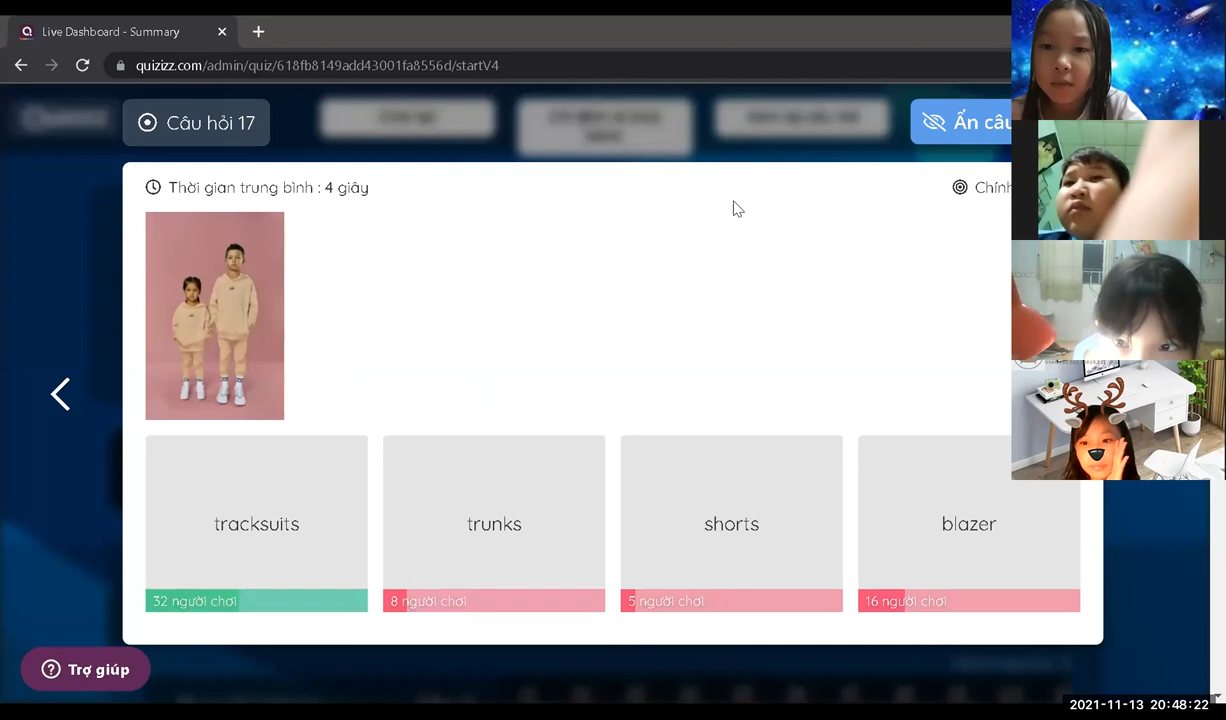 Live Dashboard - Summary
quizizz.com/admin/quiz/618fb8149add43001fa8556d/startV4
Câu hỏi 17
Ẩn câu
Thời gian trung bình : 4 giây
Chính
tracksuits
trunks
shorts
blazer
32 người chơi
8 người chơi
5 người chơi
16 người chơi
Trợ giúp
2021-11-13 20:48:22